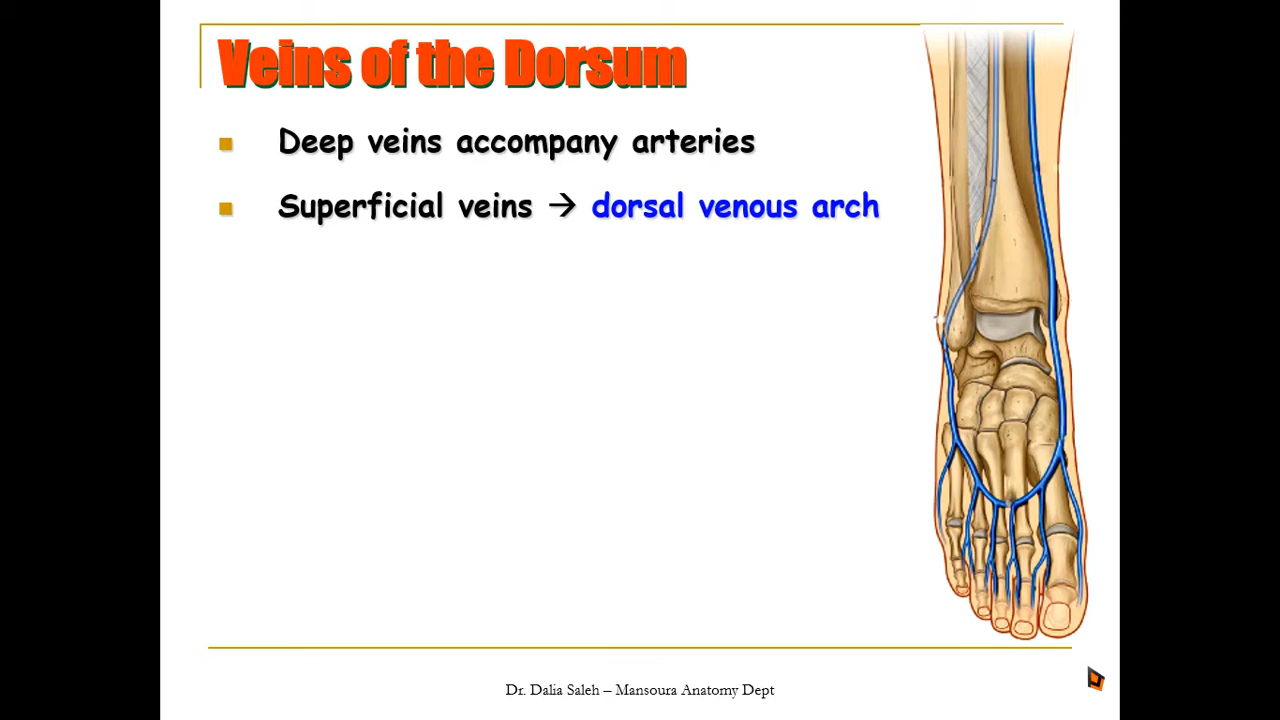 Veins of the Dorsum
Deep veins accompany arteries
Superficial veins → dorsal venous arch
Dr. Dalia Saleh – Mansoura Anatomy Dept